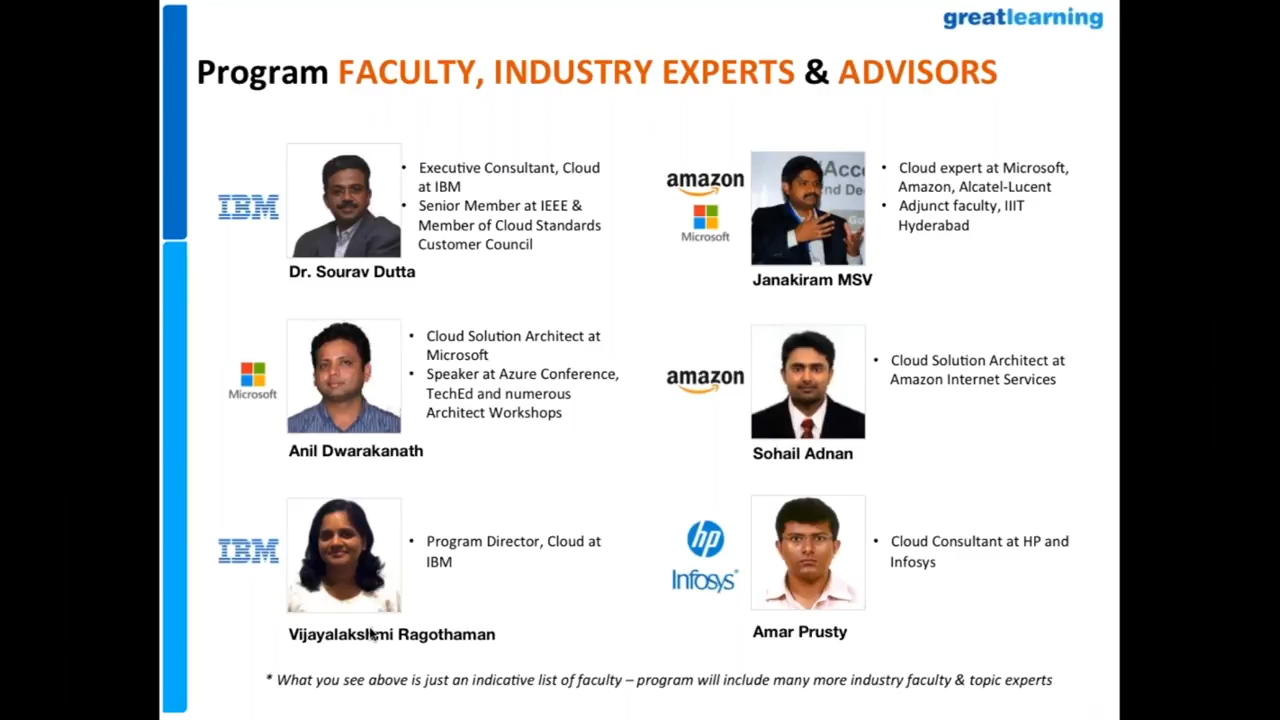 greatlearning
Program FACULTY, INDUSTRY EXPERTS & ADVISORS
IBM
• Executive Consultant, Cloud
at IBM
• Senior Member at IEEE &
Member of Cloud Standards
Customer Council
Dr. Sourav Dutta
amazon
Microsoft
• Cloud expert at Microsoft,
Amazon, Alcatel-Lucent
• Adjunct faculty, IIIT
Hyderabad
Janakiram MSV
Microsoft
• Cloud Solution Architect at
Microsoft
• Speaker at Azure Conference,
TechEd and numerous
Architect Workshops
Anil Dwarakanath
amazon
• Cloud Solution Architect at
Amazon Internet Services
Sohail Adnan
IBM
• Program Director, Cloud at
IBM
Vijayalakshmi Ragothaman
hp
Infosys
• Cloud Consultant at HP and
Infosys
Amar Prusty
* What you see above is just an indicative list of faculty – program will include many more industry faculty & topic experts